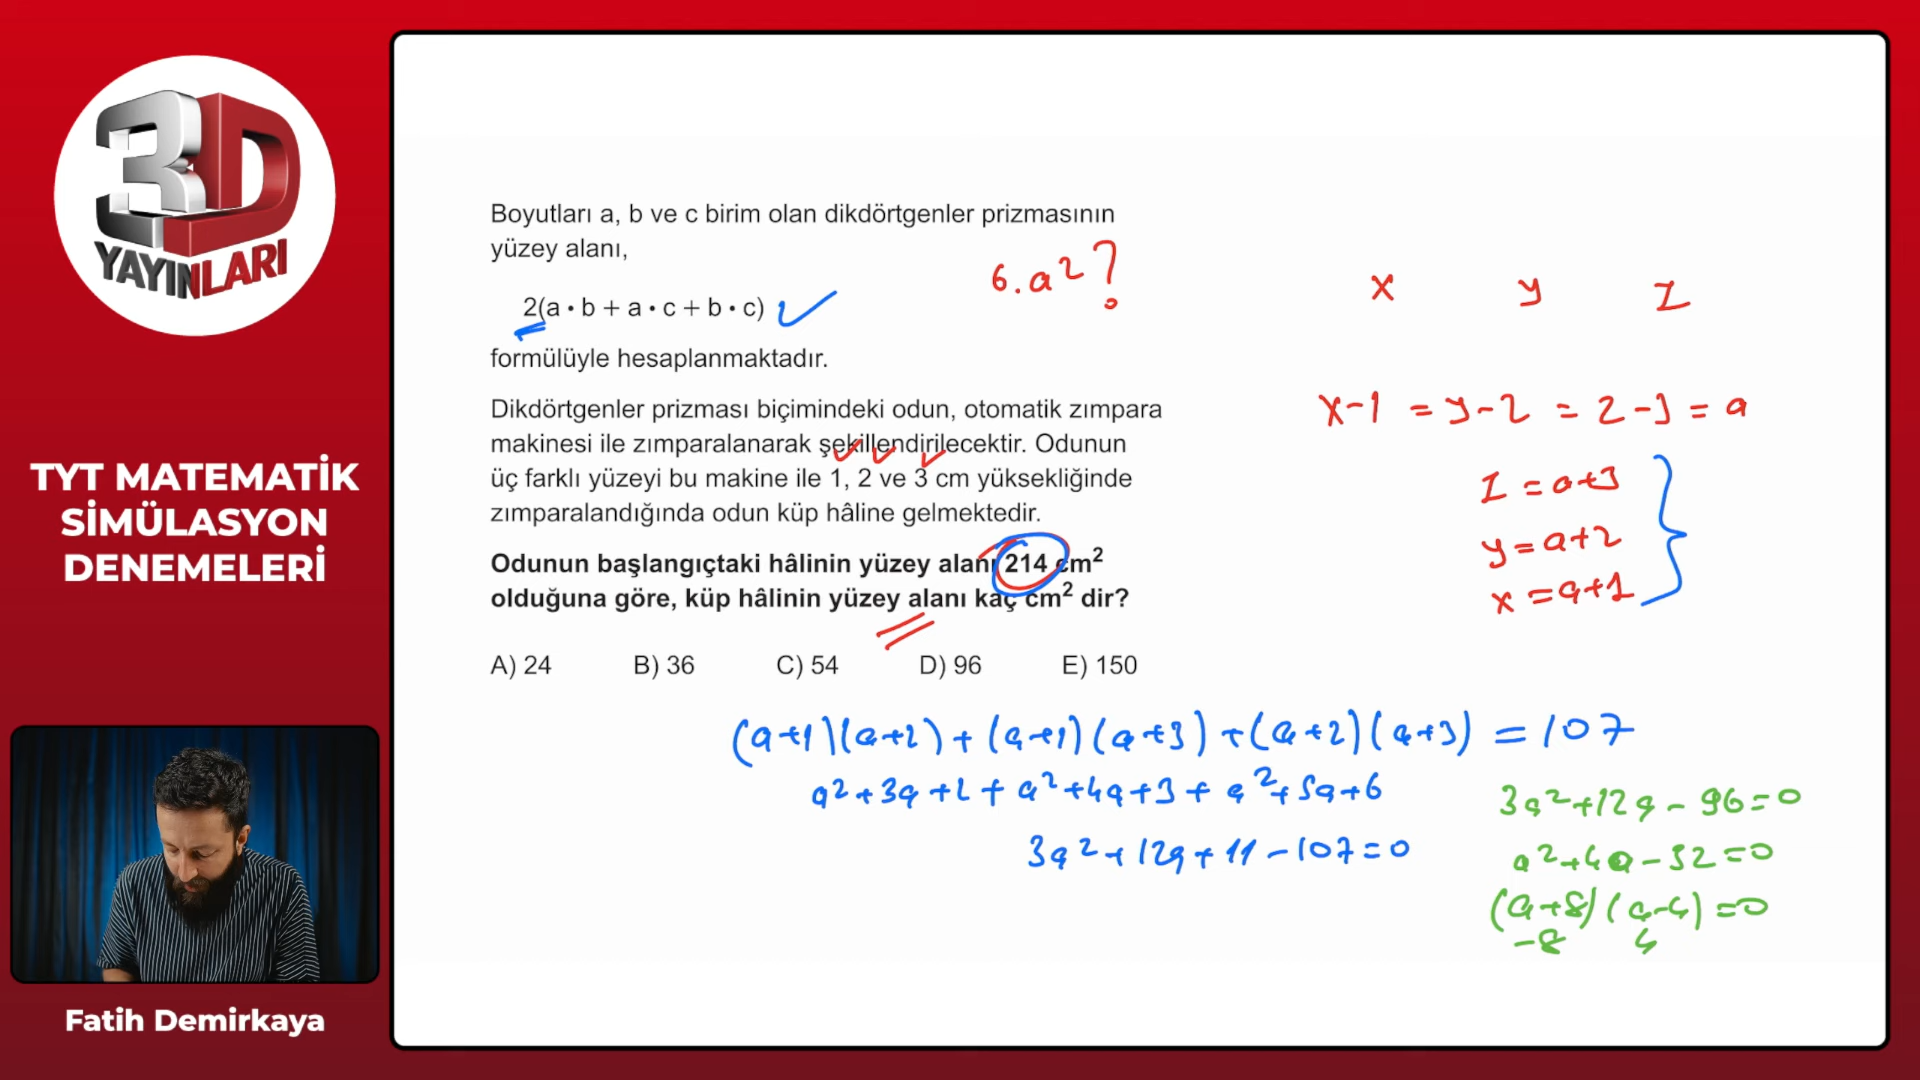 3D
YAYINLARI
TYT MATEMATİK
SİMÜLASYON
DENEMELERİ
Fatih Demirkaya
Boyutları a, b ve c birim olan dikdörtgenler prizmasının
yüzey alanı,
2(a • b + a • c + b • c)
formülüyle hesaplanmaktadır.
Dikdörtgenler prizması biçimindeki odun, otomatik zımpara
makinesi ile zımparalanarak şekillendirilecektir. Odunun
üç farklı yüzeyi bu makine ile 1, 2 ve 3 cm yüksekliğinde
zımparalandığında odun küp hâline gelmektedir.
Odunun başlangıçtaki hâlinin yüzey alanı 214 cm²
olduğuna göre, küp hâlinin yüzey alanı kaç cm² dir?
A) 24 B) 36 C) 54 D) 96 E) 150
6.a²?
x y z
x-1 = y-2 = z-3 = a
z = a+3
y = a+2
x = a+1
(a+1)(a+2)+(a+1)(a+3)+(a+2)(a+3) = 107
a²+3a+2+a²+4a+3+a²+5a+6
3a²+12a+11-107=0
3a²+12a-96=0
a²+4a-32=0
(a+8)(a-4)=0
-8 4